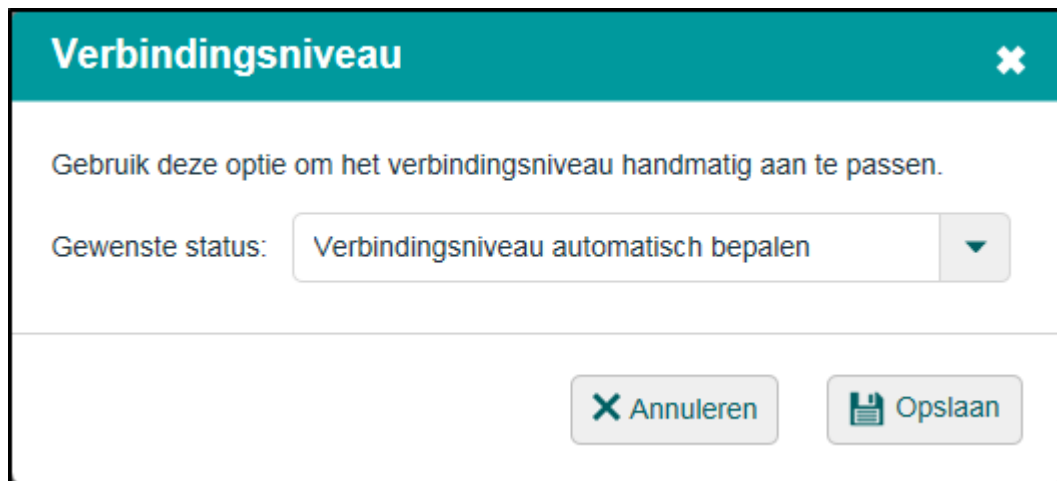 Verbindingsniveau
Gebruik deze optie om het verbindingsniveau handmatig aan te passen.
Gewenste status: Verbindingsniveau automatisch bepalen
Annuleren Opslaan